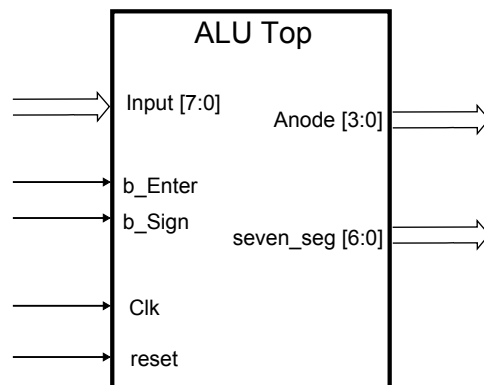 ALU Top
Input [7:0]
Anode [3:0]
b_Enter
b_Sign
seven_seg [6:0]
Clk
reset